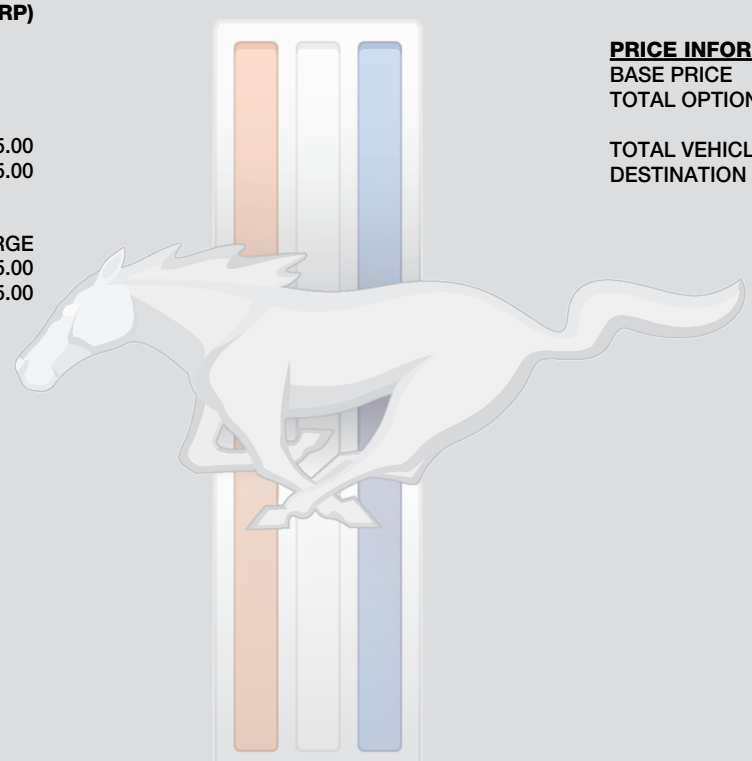 RP)
5.00
5.00
RGE
5.00
5.00
PRICE INFOR
BASE PRICE
TOTAL OPTION
TOTAL VEHICL
DESTINATION